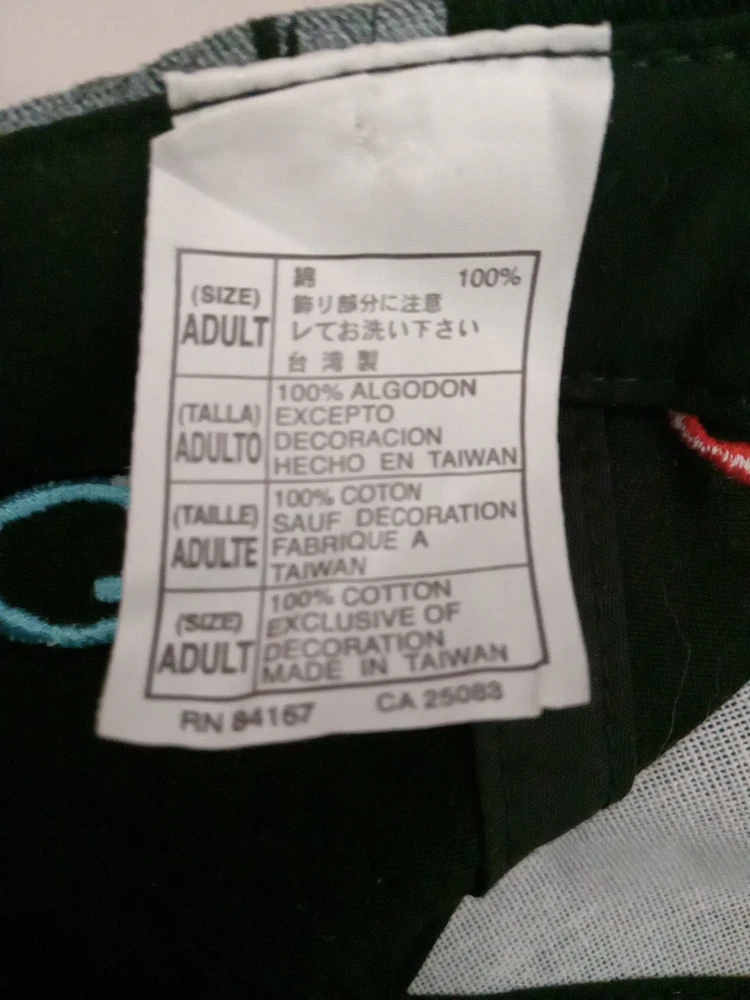 (SIZE)
ADULT
綿 100%
飾り部分に注意
レてお洗い下さい
台湾製
(TALLA)
ADULTO
100% ALGODON
EXCEPTO
DECORACION
HECHO EN TAIWAN
(TAILLE)
ADULTE
100% COTON
SAUF DECORATION
FABRIQUE A
TAIWAN
(SIZE)
ADULT
100% COTTON
EXCLUSIVE OF
DECORATION
MADE IN TAIWAN
RN 84167 CA 25083